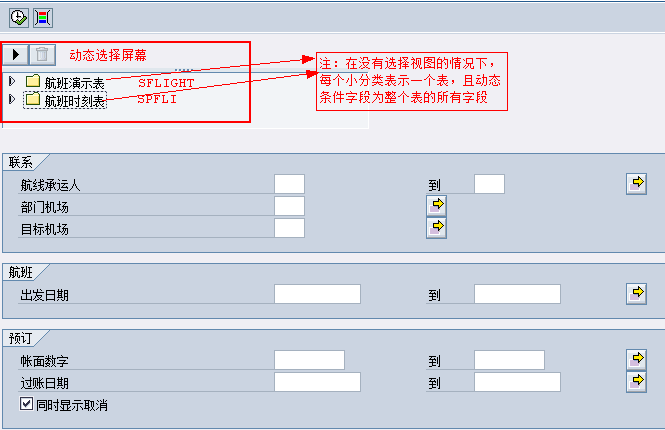 动态选择屏幕
航班演示表 SFLIGHT
航班时刻表 SPFLI
注：在没有选择视图的情况下，
每个小分类表示一个表，且动态
条件字段为整个表的所有字段
联系
航线承运人 到
部门机场
目标机场
航班
出发日期 到
预订
帐面数字 到
过账日期 到
同时显示取消